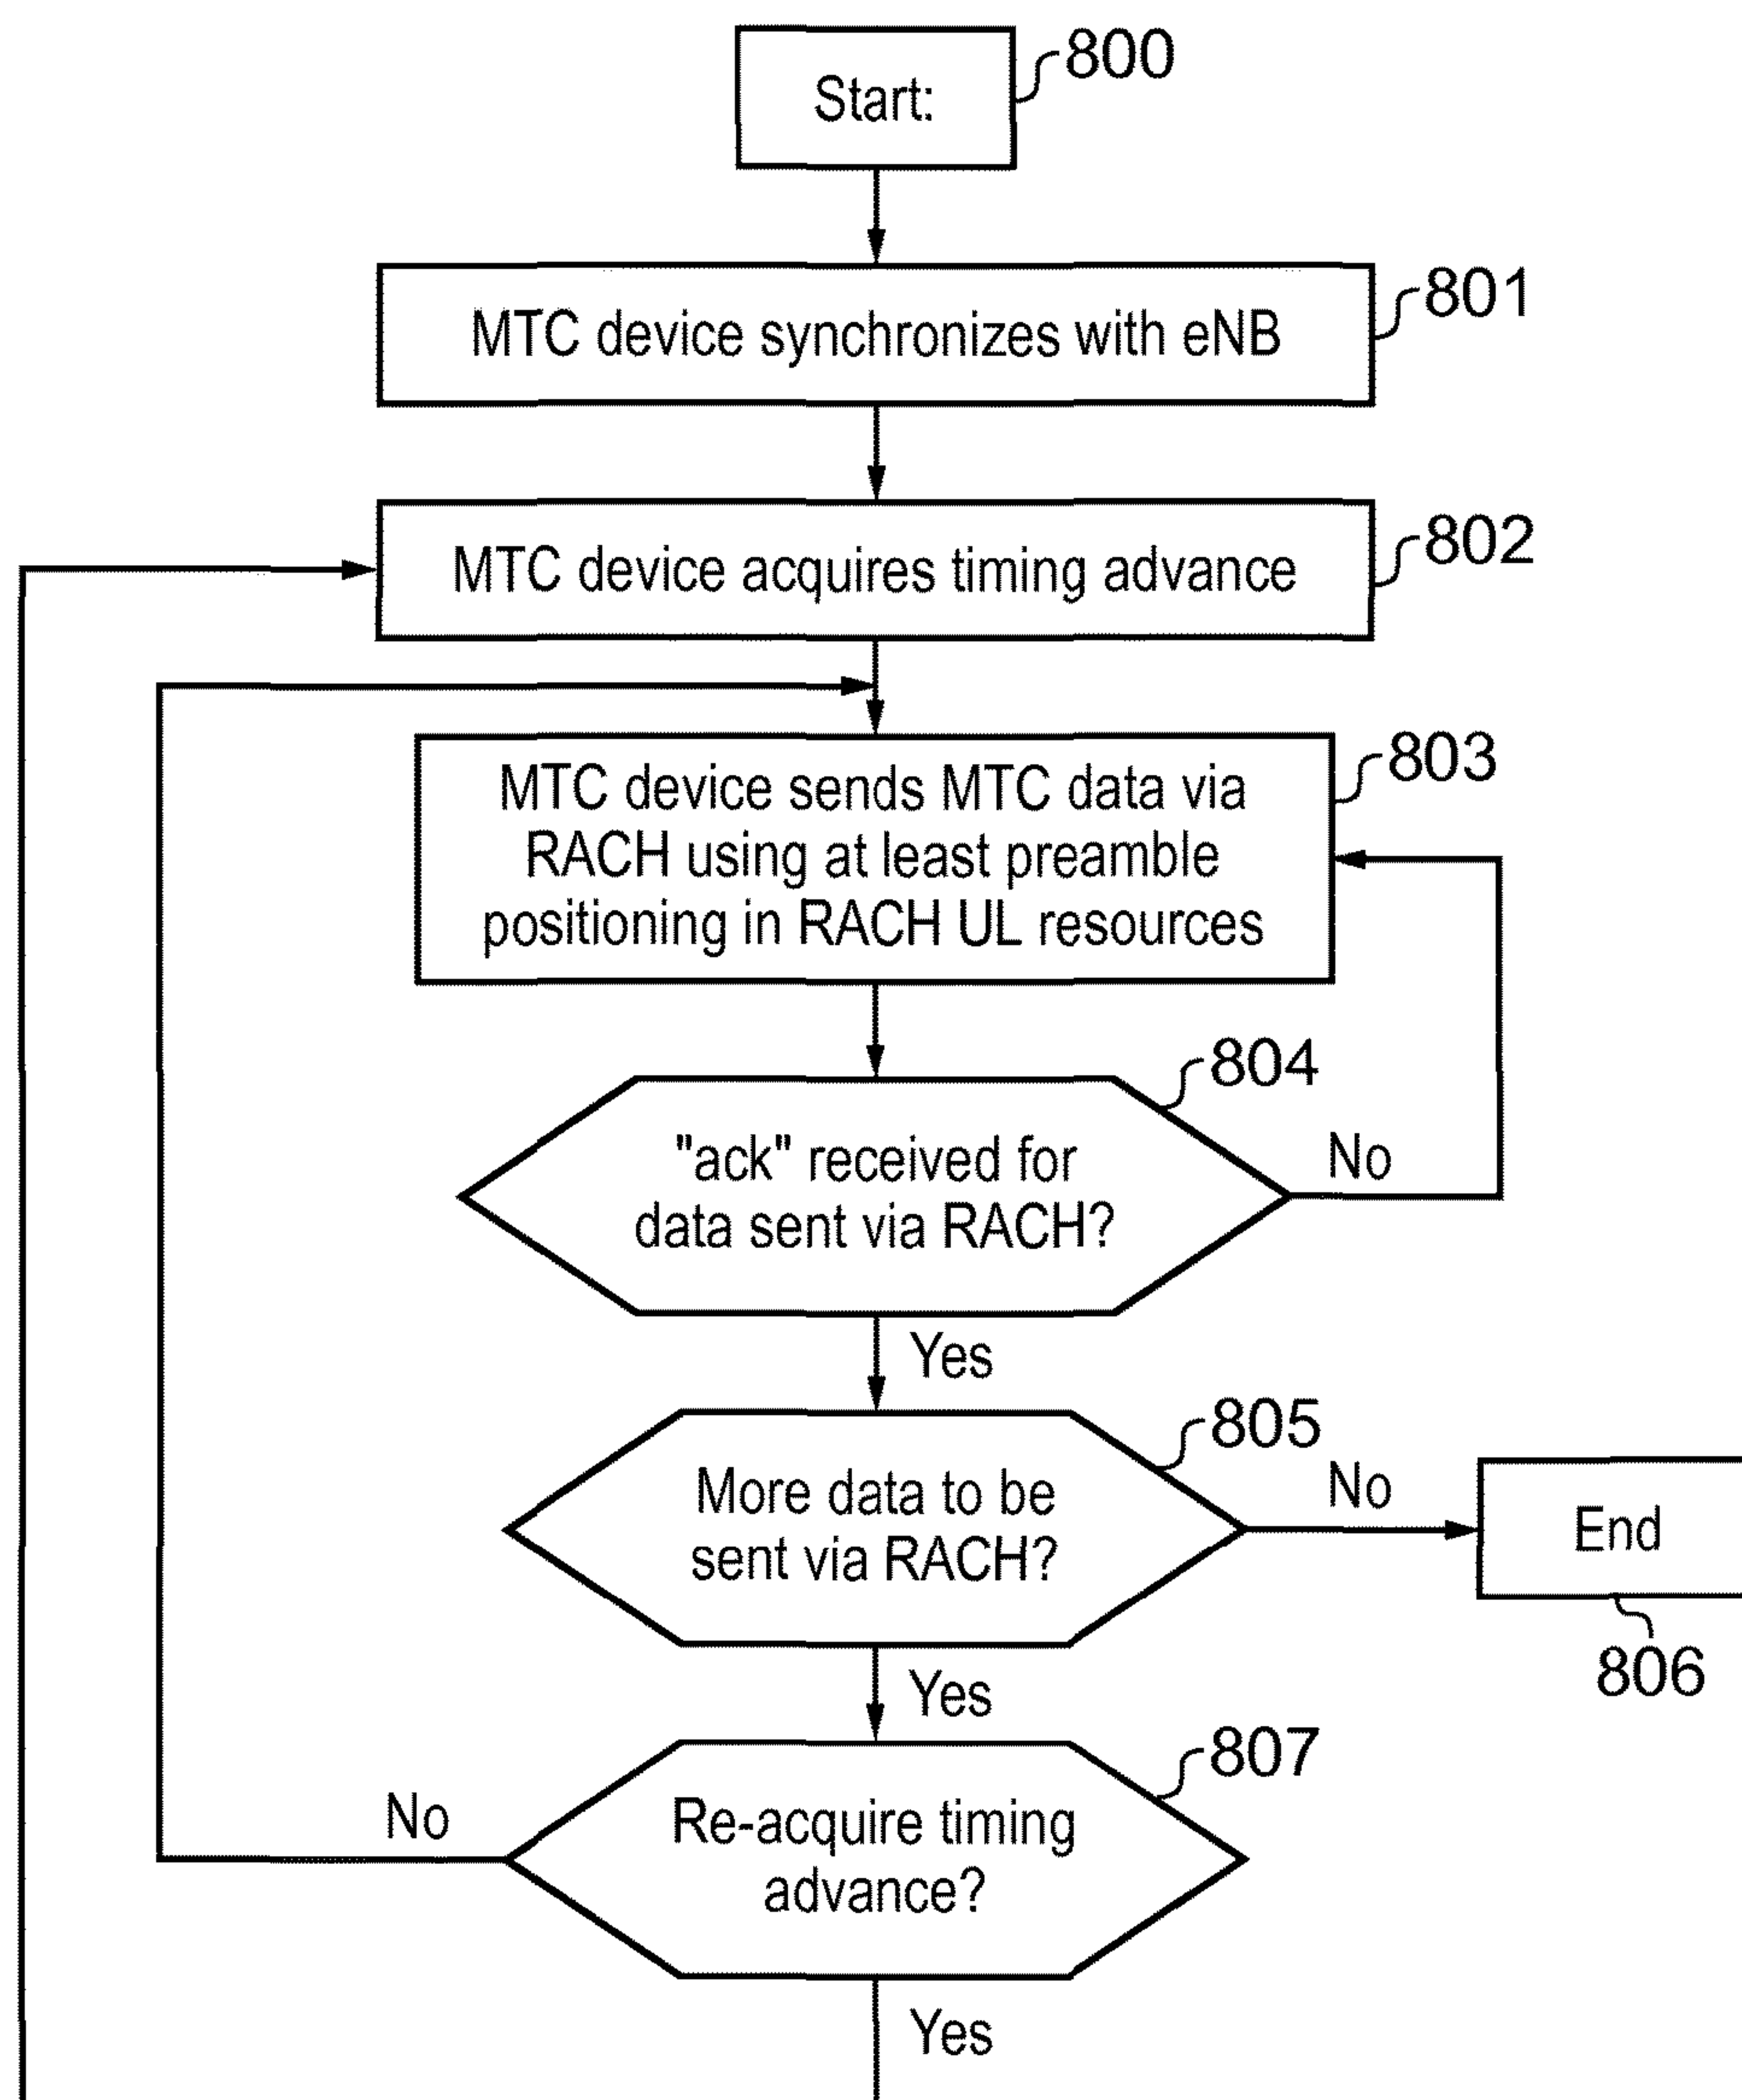 Start:
800
MTC device synchronizes with eNB
801
MTC device acquires timing advance
802
MTC device sends MTC data via
RACH using at least preamble
positioning in RACH UL resources
803
"ack" received for
data sent via RACH?
804
No
Yes
More data to be
sent via RACH?
805
No
End
806
Yes
Re-acquire timing
advance?
807
No
Yes